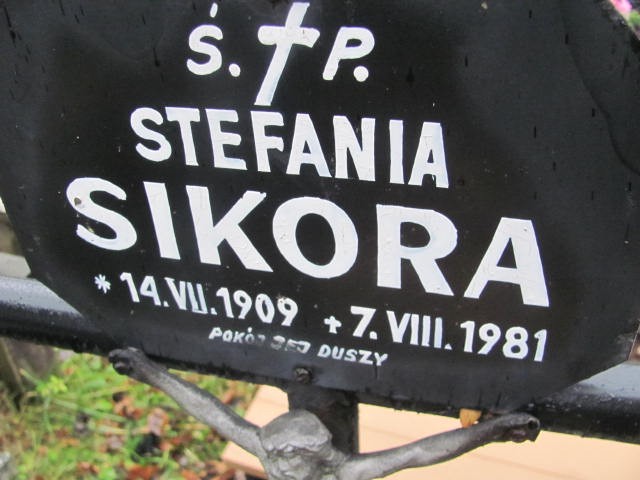 Ś. P.
STEFANIA
SIKORA
* 14.VII.1909 + 7.VIII.1981
POKÓJ JEJ DUSZY